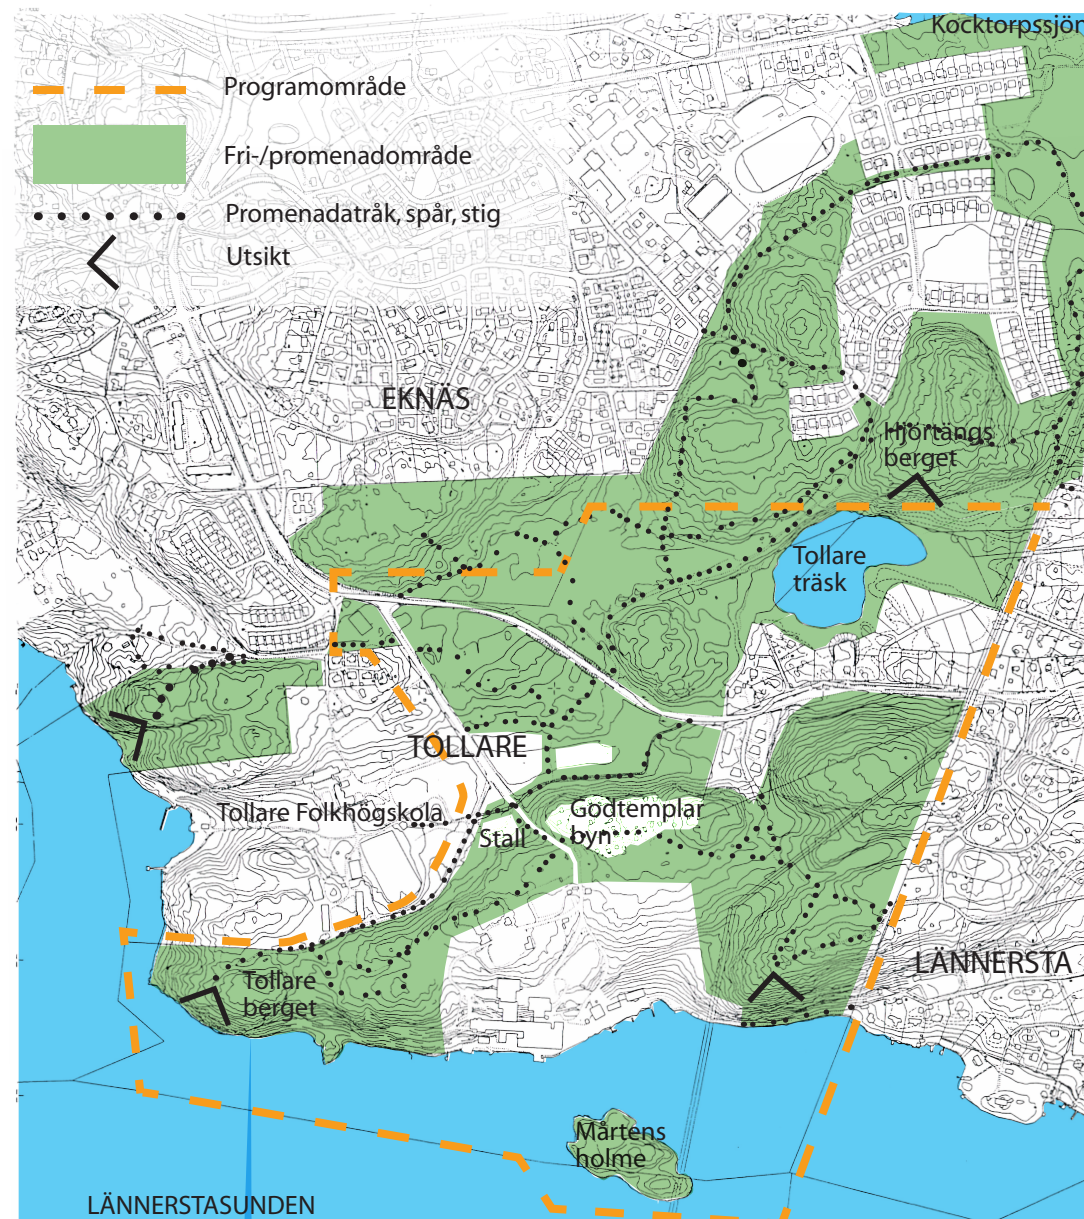 Kocktorpssjön
Programområde
Fri-/promenadområde
Promenadatråk, spår, stig
Utsikt
EKNÄS
Hjortängs
berget
Tollare
träsk
TOLLARE
Tollare Folkhögskola
Godtemplar
byn
Stall
LÄNNERSTA
Tollare
berget
Mårtens
holme
LÄNNERSTASUNDEN